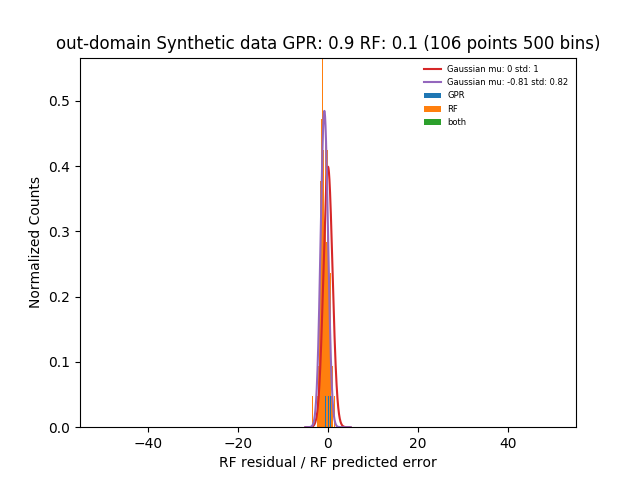 out-domain Synthetic data GPR: 0.9 RF: 0.1 (106 points 500 bins)
Gaussian mu: 0 std: 1
Gaussian mu: -0.81 std: 0.82
GPR
RF
both
0.5
0.4
0.3
0.2
0.1
0.0
Normalized Counts
−40
−20
0
20
40
RF residual / RF predicted error